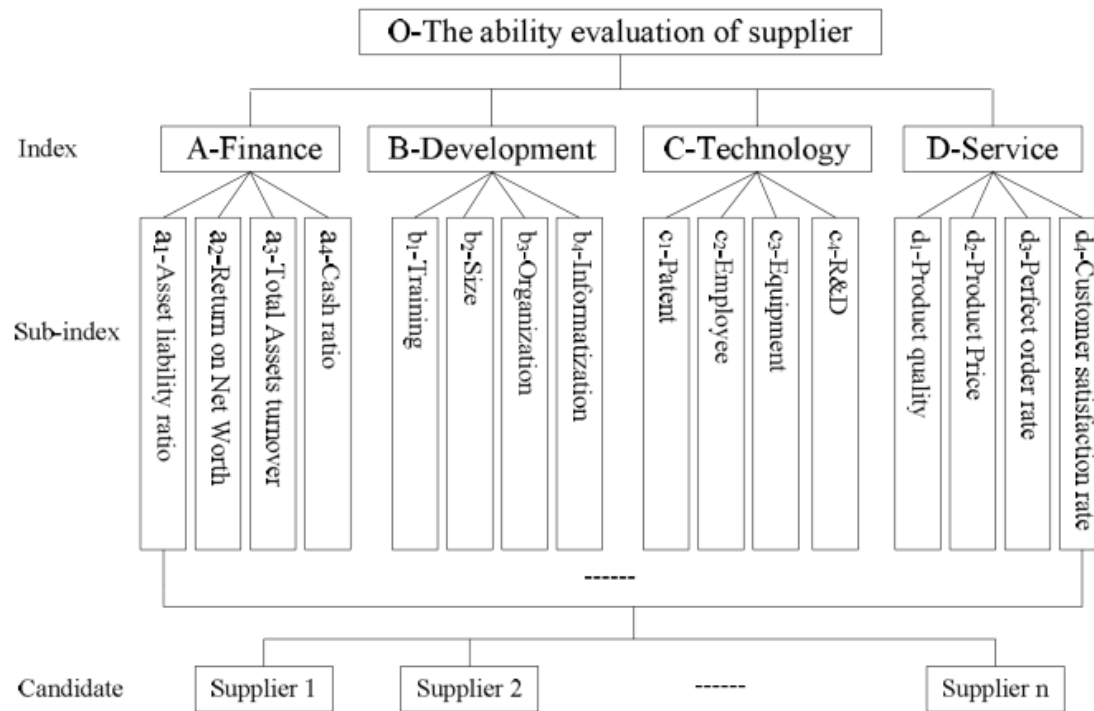 O-The ability evaluation of supplier
Index
A-Finance
B-Development
C-Technology
D-Service
Sub-index
a₁-Asset liability ratio
a₂-Return on Net Worth
a₃-Total Assets turnover
a₄-Cash ratio
b₁-Training
b₂-Size
b₃-Organization
b₄-Informatization
c₁-Patent
c₂-Employee
c₃-Equipment
c₄-R&D
d₁-Product quality
d₂-Product Price
d₃-Perfect order rate
d₄-Customer satisfaction rate
------
Candidate
Supplier 1
Supplier 2
------
Supplier n